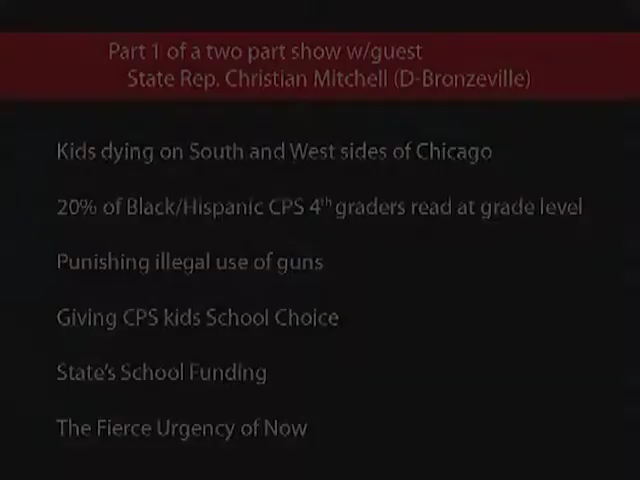 Part 1 of a two part show w/guest
State Rep. Christian Mitchell (D-Bronzeville)
Kids dying on South and West sides of Chicago
20% of Black/Hispanic CPS 4th graders read at grade level
Punishing illegal use of guns
Giving CPS kids School Choice
State's School Funding
The Fierce Urgency of Now